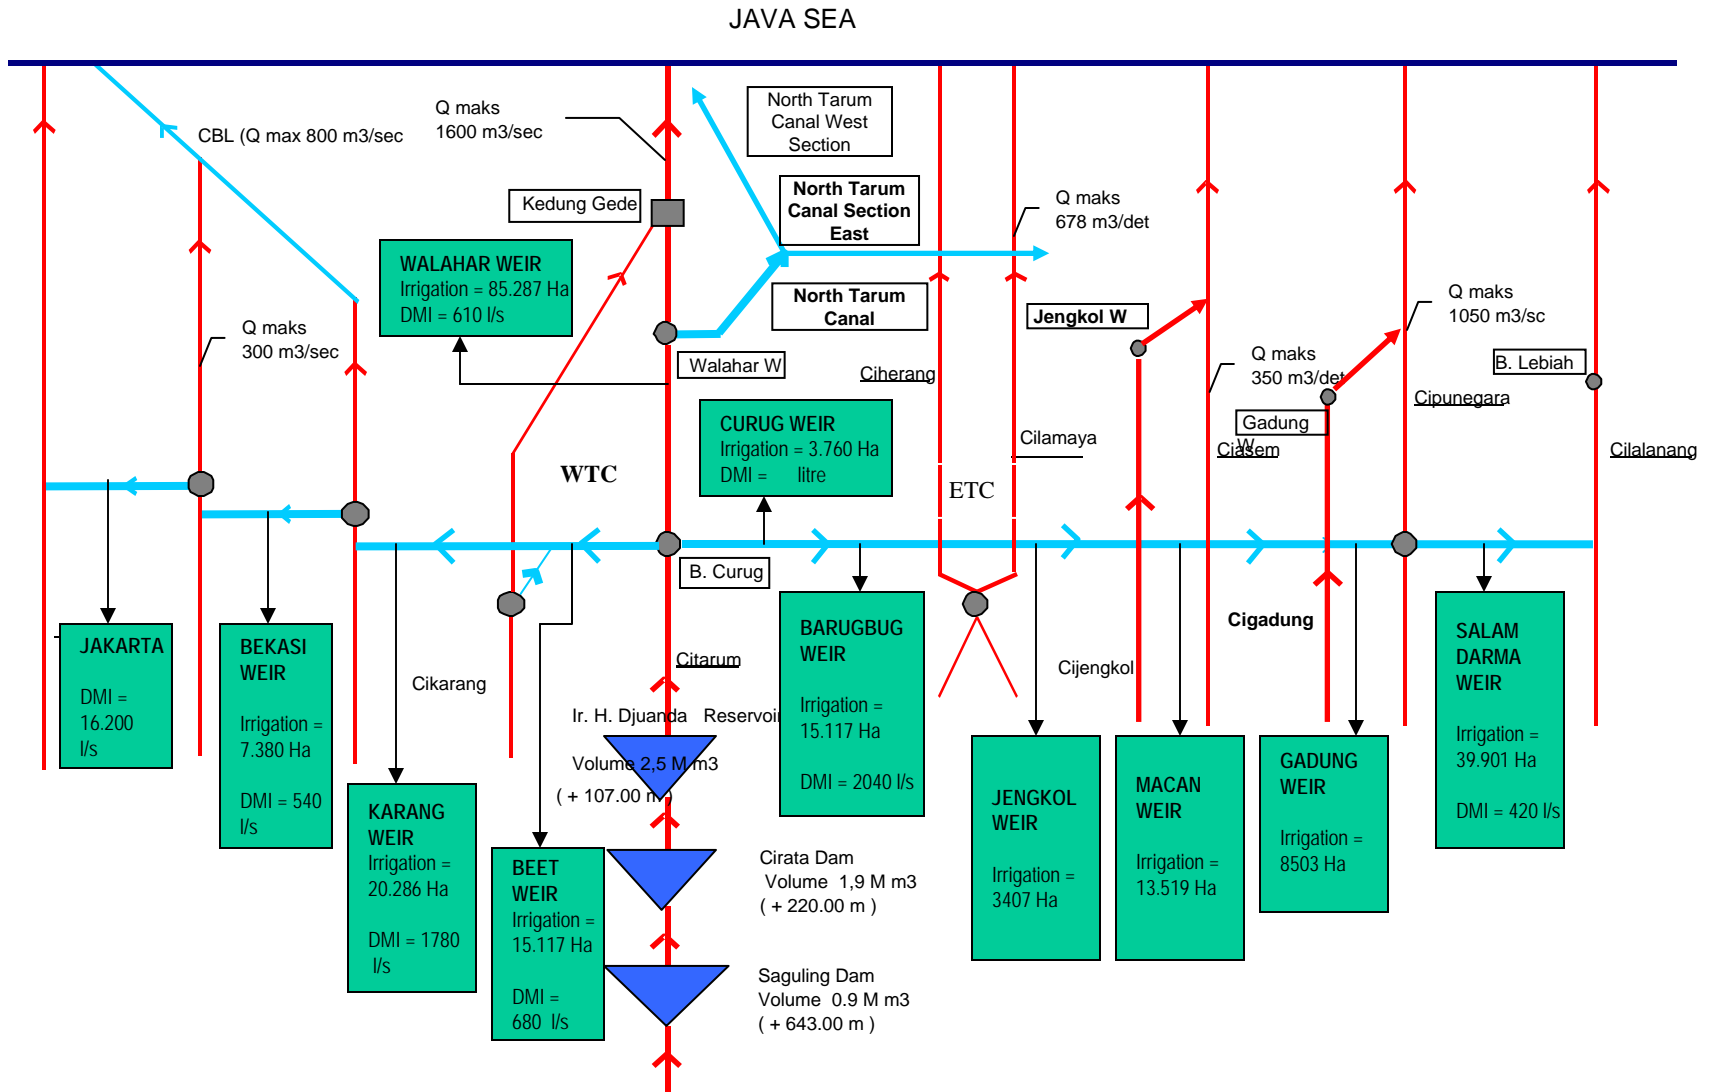 JAVA SEA
Q maks
1600 m3/sec
CBL (Q max 800 m3/sec
North Tarum
Canal West
Section
Kedung Gede
North Tarum
Canal Section
East
Q maks
678 m3/det
WALAHAR WEIR
Irrigation = 85.287 Ha
DMI = 610 l/s
North Tarum
Canal
Jengkol W
Q maks
1050 m3/sc
Q maks
300 m3/sec
Walahar W
Ciherang
Q maks
350 m3/det
B. Lebiah
Cipunegara
CURUG WEIR
Irrigation = 3.760 Ha
DMI = litre
Gadung
W
Cilamaya
Ciasem
Cilalanang
WTC
ETC
B. Curug
JAKARTA
DMI =
16.200
l/s
BEKASI
WEIR
Irrigation =
7.380 Ha
DMI = 540
l/s
Cikarang
Citarum
BARUGBUG
WEIR
Irrigation =
15.117 Ha
DMI = 2040 l/s
Cijengkol
Cigadung
SALAM
DARMA
WEIR
Irrigation =
39.901 Ha
DMI = 420 l/s
Ir. H. Djuanda Reservoir
Volume 2,5 M m3
( + 107.00 m )
KARANG
WEIR
Irrigation =
20.286 Ha
DMI = 1780
l/s
BEET
WEIR
Irrigation =
15.117 Ha
DMI =
680 l/s
Cirata Dam
Volume 1,9 M m3
( + 220.00 m )
Saguling Dam
Volume 0.9 M m3
( + 643.00 m )
JENGKOL
WEIR
Irrigation =
3407 Ha
MACAN
WEIR
Irrigation =
13.519 Ha
GADUNG
WEIR
Irrigation =
8503 Ha